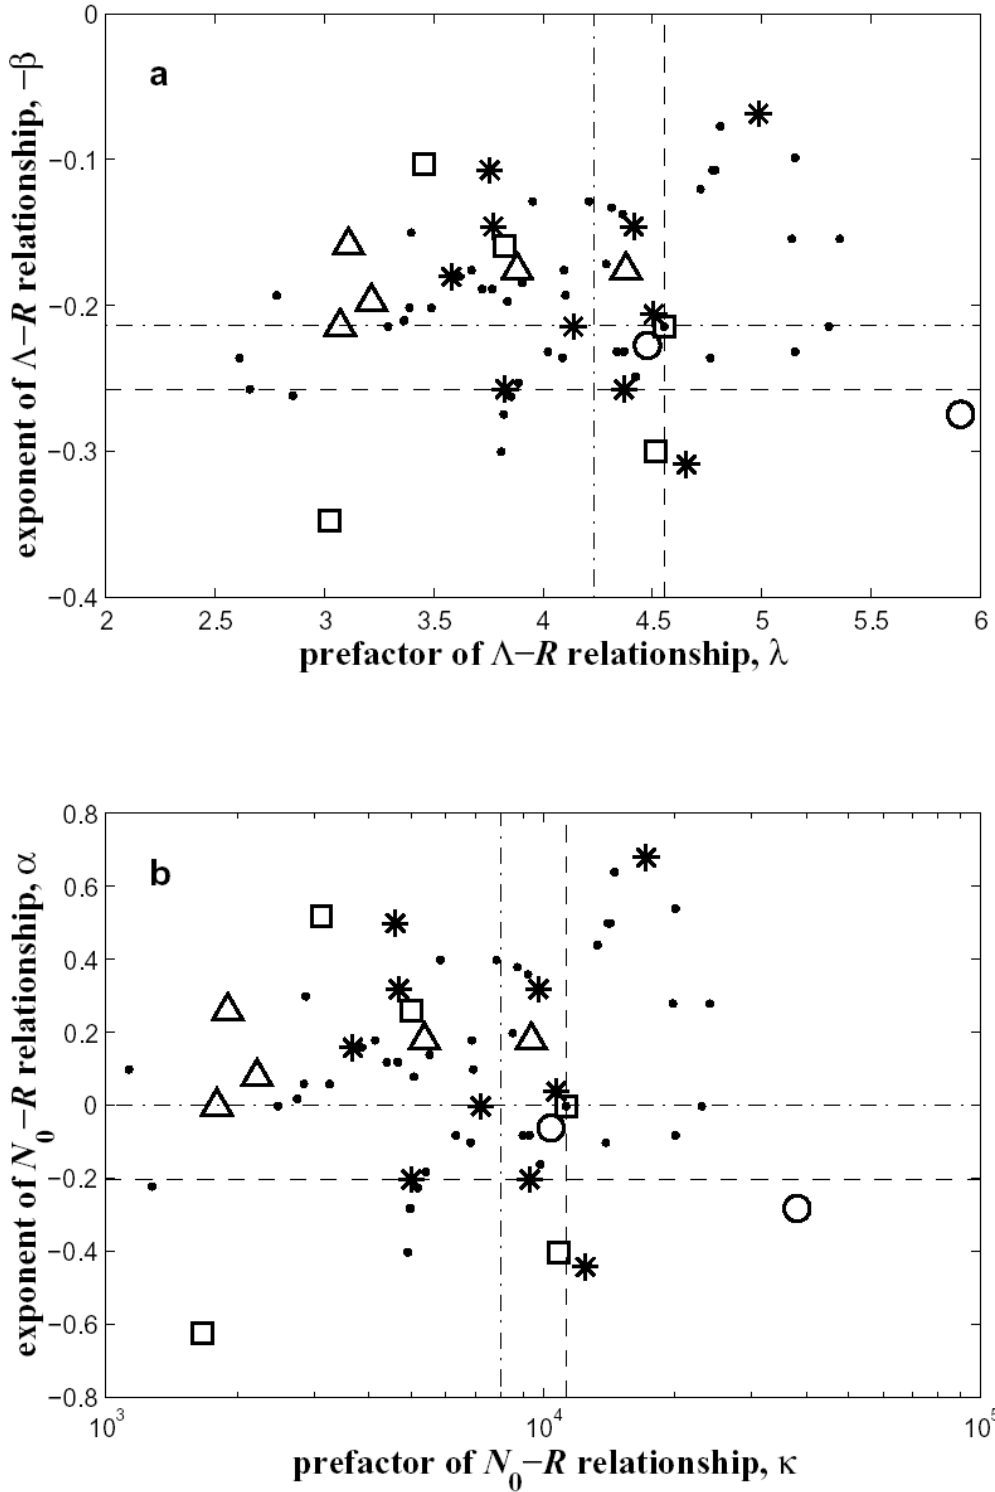 0
−0.1
−0.2
−0.3
−0.4
exponent of Λ−R relationship, −β
a
2 2.5 3 3.5 4 4.5 5 5.5 6
prefactor of Λ−R relationship, λ
0.8
0.6
0.4
0.2
0
−0.2
−0.4
−0.6
−0.8
exponent of N₀−R relationship, α
b
10³ 10⁴ 10⁵
prefactor of N₀−R relationship, κ